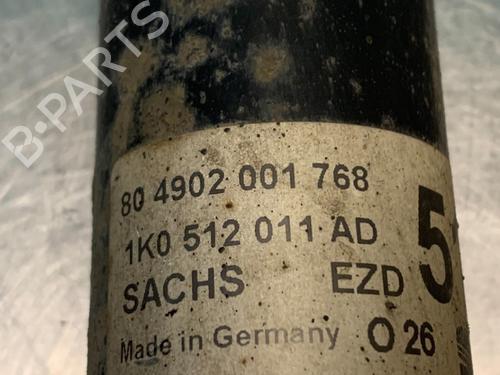 B-PARTS
80 4902 001 768
1K0 512 011 AD
SACHS EZD 5
Made in Germany O 26